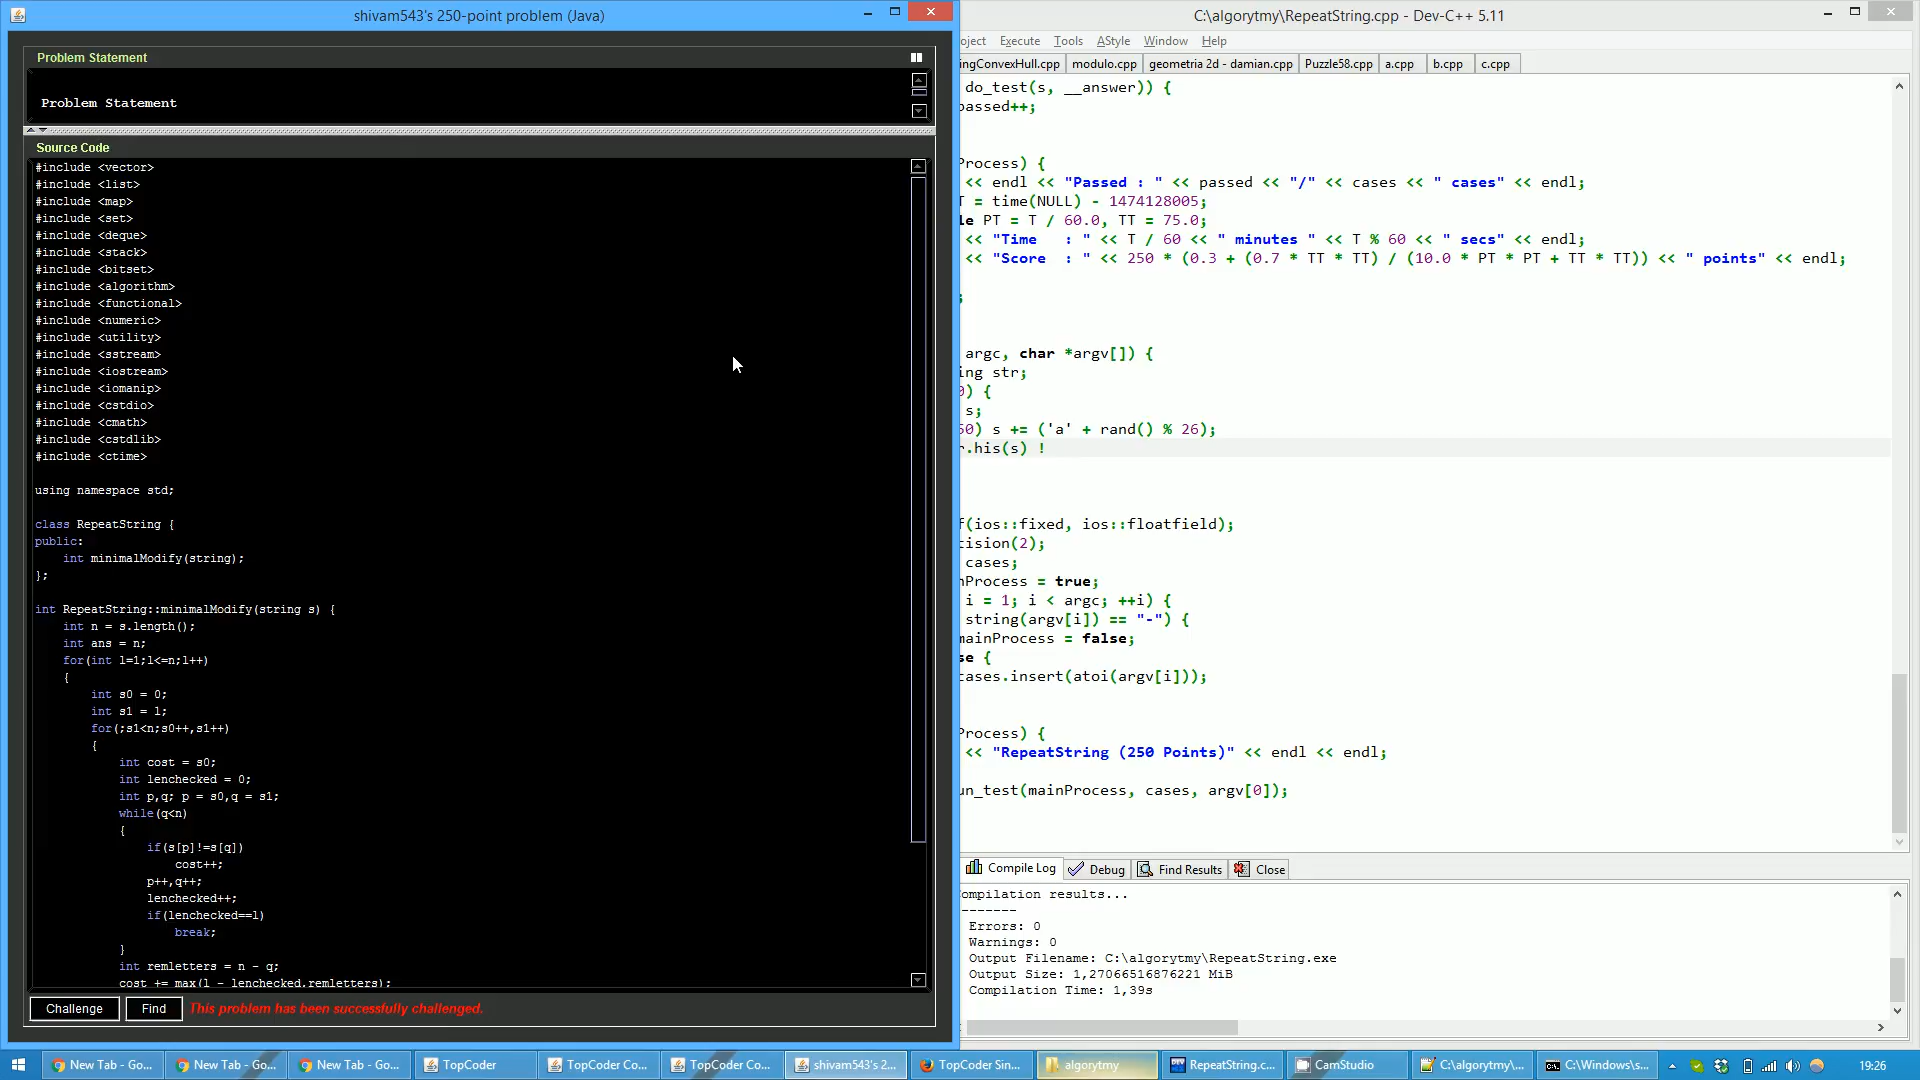 shivam543's 250-point problem (Java)
Problem Statement
Problem Statement
Source Code
#include <vector>
#include <list>
#include <map>
#include <set>
#include <deque>
#include <stack>
#include <bitset>
#include <algorithm>
#include <functional>
#include <numeric>
#include <utility>
#include <sstream>
#include <iostream>
#include <iomanip>
#include <cstdio>
#include <cmath>
#include <cstdlib>
#include <ctime>
using namespace std;
class RepeatString {
public:
int minimalModify(string);
};
int RepeatString::minimalModify(string s) {
int n = s.length();
int ans = n;
for(int l=1;l<=n;l++)
{
int s0 = 0;
int s1 = l;
for(;s1<n;s0++,s1++)
{
int cost = s0;
int lenchecked = 0;
int p,q; p = s0,q = s1;
while(q<n)
{
if(s[p]!=s[q])
cost++;
p++,q++;
lenchecked++;
if(lenchecked==l)
break;
}
int remletters = n - q;
cost += max(l - lenchecked,remletters);
Challenge
Find
This problem has been successfully challenged.
C:\algorytmy\RepeatString.cpp - Dev-C++ 5.11
oject Execute Tools AStyle Window Help
ingConvexHull.cpp modulo.cpp geometria 2d - damian.cpp Puzzle58.cpp a.cpp b.cpp c.cpp
do_test(s, __answer)) {
passed++;
Process) {
<< endl << "Passed : " << passed << "/" << cases << " cases" << endl;
T = time(NULL) - 1474128005;
le PT = T / 60.0, TT = 75.0;
<< "Time   : " << T / 60 << " minutes " << T % 60 << " secs" << endl;
<< "Score  : " << 250 * (0.3 + (0.7 * TT * TT) / (10.0 * PT * PT + TT * TT)) << " points" << endl;
;
argc, char *argv[]) {
ing str;
0) {
s;
60) s += ('a' + rand() % 26);
r.his(s) !
f(ios::fixed, ios::floatfield);
cision(2);
cases;
nProcess = true;
i = 1; i < argc; ++i) {
string(argv[i]) == "-") {
mainProcess = false;
se {
cases.insert(atoi(argv[i]));
Process) {
<< "RepeatString (250 Points)" << endl << endl;
un_test(mainProcess, cases, argv[0]);
Compile Log Debug Find Results Close
Compilation results...
-------
Errors: 0
Warnings: 0
Output Filename: C:\algorytmy\RepeatString.exe
Output Size: 1,27066516876221 MiB
Compilation Time: 1,39s
New Tab - Go... New Tab - Go... New Tab - Go... TopCoder TopCoder Co... TopCoder Co... shivam543's 2... TopCoder Sin... algorytmy RepeatString.c... CamStudio C:\algorytmy\... C:\Windows\s... 19:26